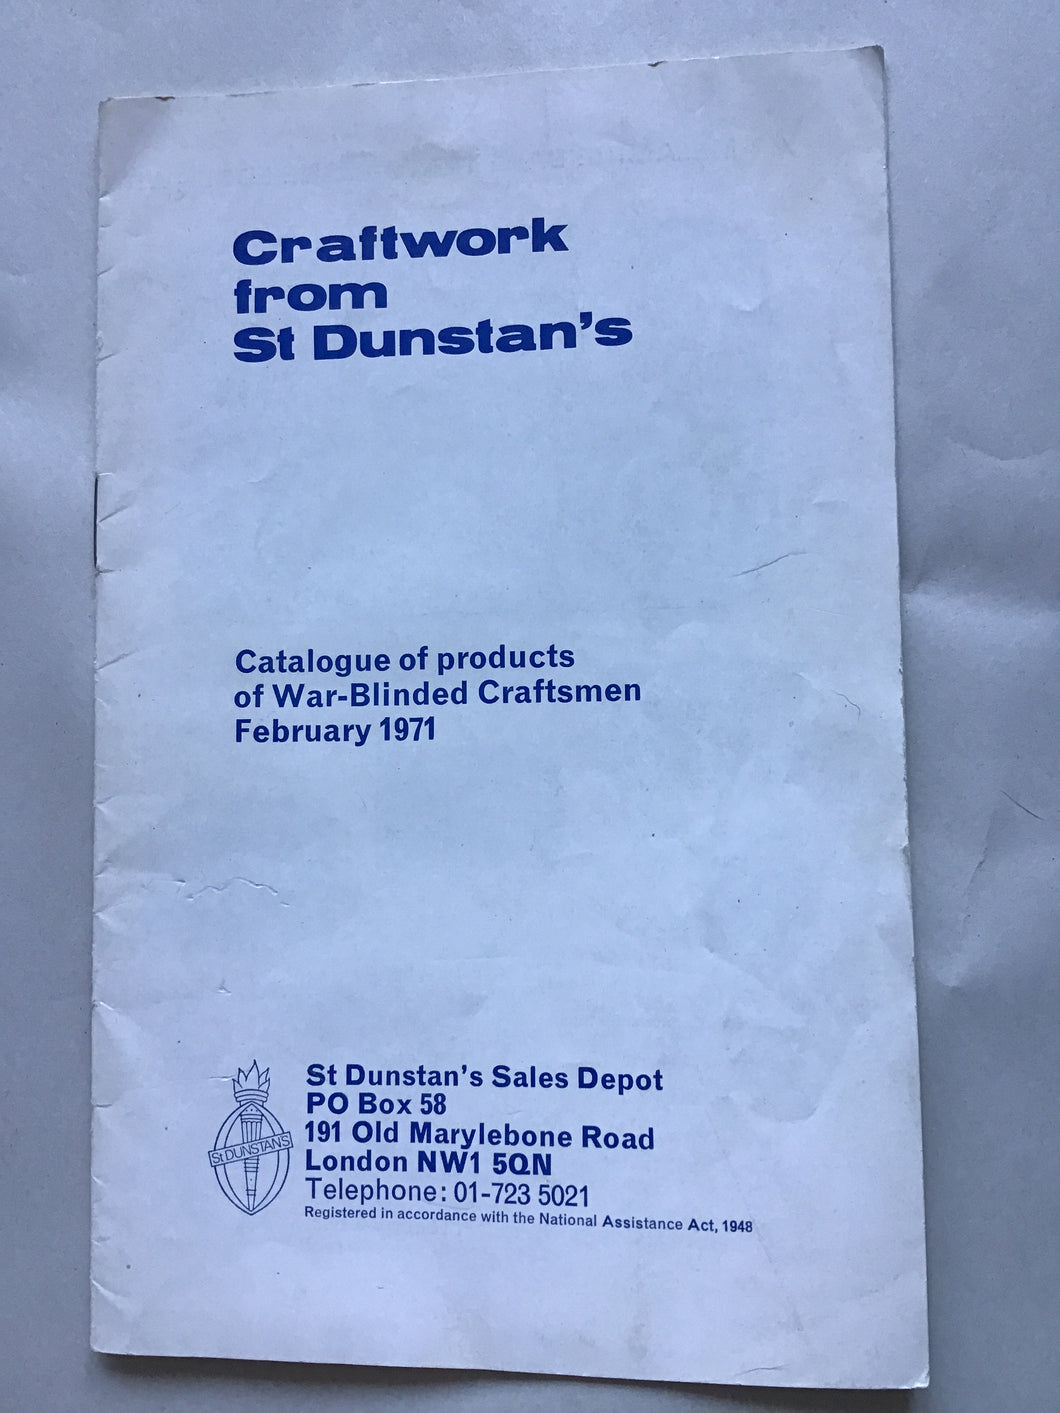 Craftwork
from
St Dunstan's
Catalogue of products
of War-Blinded Craftsmen
February 1971
St DUNSTAN'S
St Dunstan's Sales Depot
PO Box 58
191 Old Marylebone Road
London NW1 5QN
Telephone: 01-723 5021
Registered in accordance with the National Assistance Act, 1948